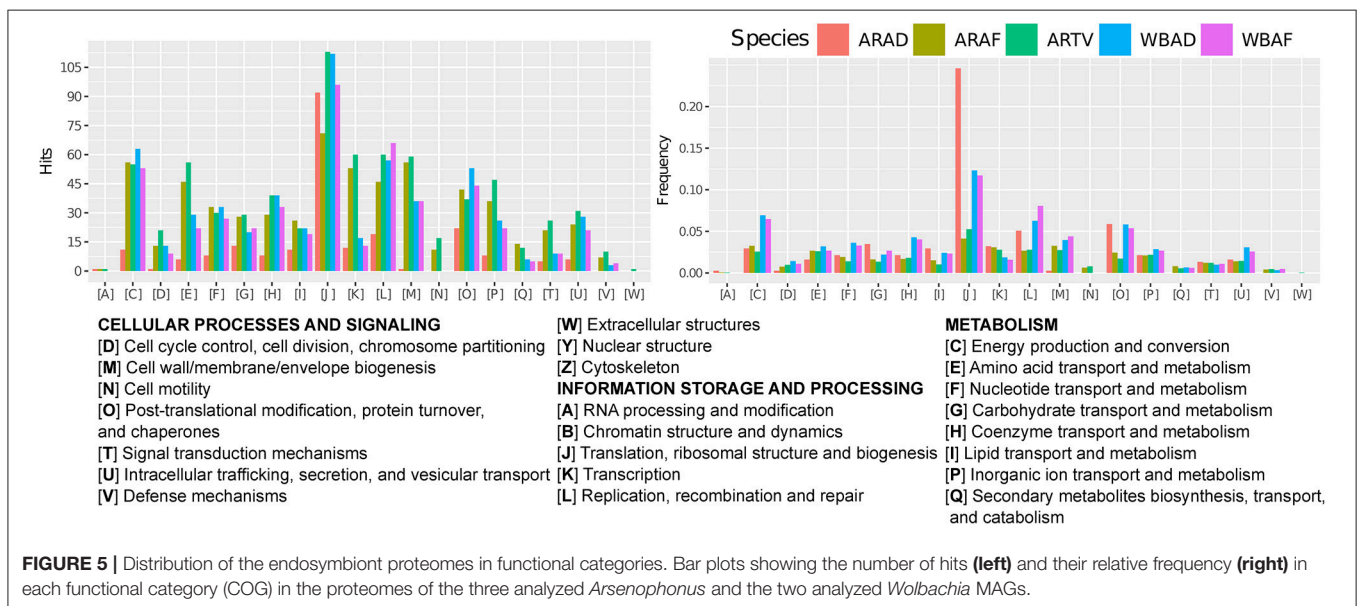 Species ARAD ARAF ARTV WBAD WBAF
Hits
105
90
75
60
45
30
15
[A] [C] [D] [E] [F] [G] [H] [I] [J] [K] [L] [M] [N] [O] [P] [Q] [T] [U] [V] [W]
Frequency
0.20
0.15
0.10
0.05
0.00
[A] [C] [D] [E] [F] [G] [H] [I] [J] [K] [L] [M] [N] [O] [P] [Q] [T] [U] [V] [W]
CELLULAR PROCESSES AND SIGNALING
[D] Cell cycle control, cell division, chromosome partitioning
[M] Cell wall/membrane/envelope biogenesis
[N] Cell motility
[O] Post-translational modification, protein turnover,
and chaperones
[T] Signal transduction mechanisms
[U] Intracellular trafficking, secretion, and vesicular transport
[V] Defense mechanisms
[W] Extracellular structures
[Y] Nuclear structure
[Z] Cytoskeleton
INFORMATION STORAGE AND PROCESSING
[A] RNA processing and modification
[B] Chromatin structure and dynamics
[J] Translation, ribosomal structure and biogenesis
[K] Transcription
[L] Replication, recombination and repair
METABOLISM
[C] Energy production and conversion
[E] Amino acid transport and metabolism
[F] Nucleotide transport and metabolism
[G] Carbohydrate transport and metabolism
[H] Coenzyme transport and metabolism
[I] Lipid transport and metabolism
[P] Inorganic ion transport and metabolism
[Q] Secondary metabolites biosynthesis, transport,
and catabolism
FIGURE 5 | Distribution of the endosymbiont proteomes in functional categories. Bar plots showing the number of hits (left) and their relative frequency (right) in
each functional category (COG) in the proteomes of the three analyzed Arsenophonus and the two analyzed Wolbachia MAGs.